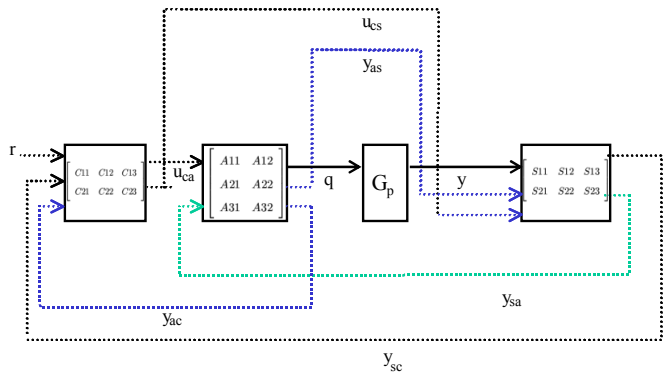 u_cs
y_as
r
C11 C12 C13
C21 C22 C23
u_ca
A11 A12
A21 A22
A31 A32
q
G_p
y
S11 S12 S13
S21 S22 S23
y_sa
y_ac
y_sc